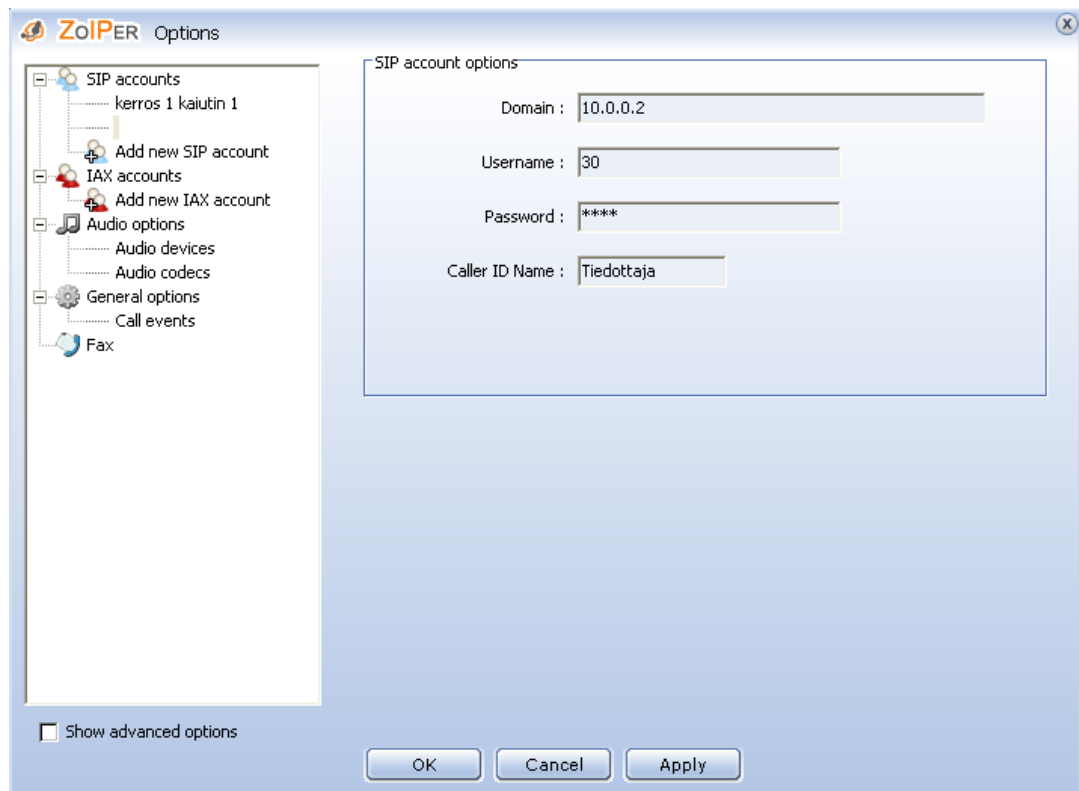 ZOIPER Options
SIP accounts
kerros 1 kaiutin 1
Add new SIP account
IAX accounts
Add new IAX account
Audio options
Audio devices
Audio codecs
General options
Call events
Fax
Show advanced options
SIP account options
Domain : 10.0.0.2
Username : 30
Password : ****
Caller ID Name : Tiedottaja
OK Cancel Apply